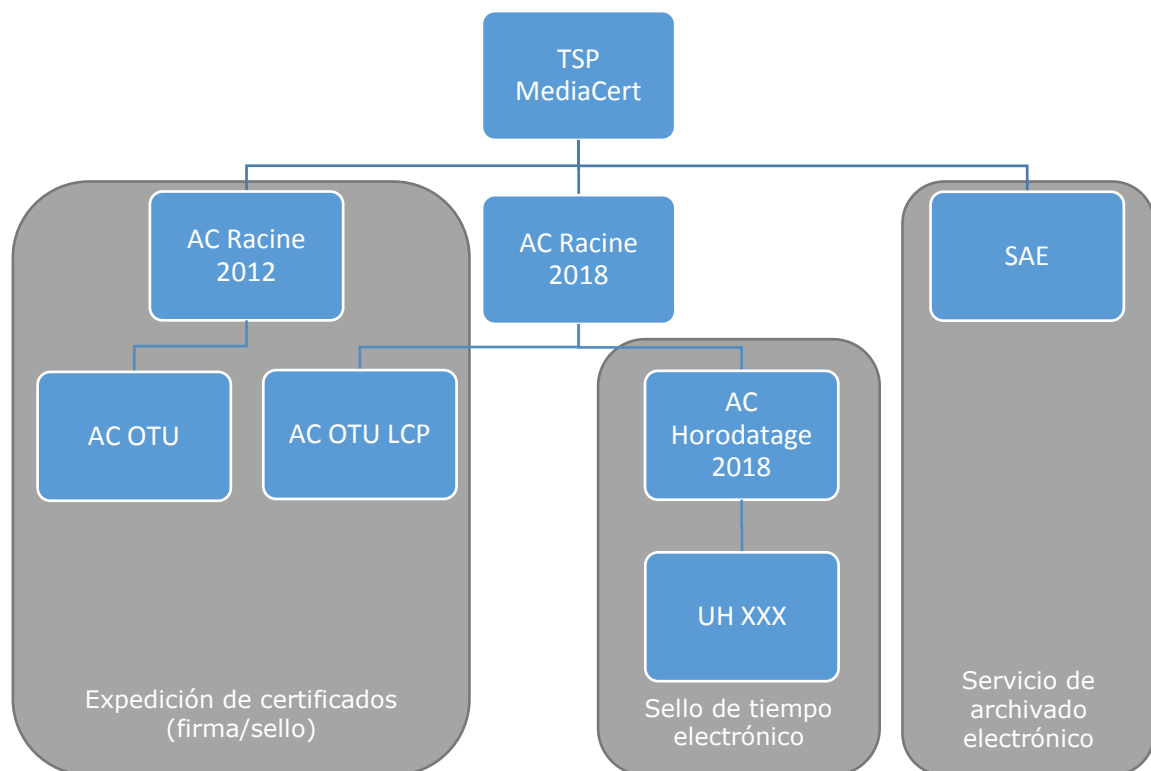 TSP
MediaCert
AC Racine
2012
AC Racine
2018
SAE
AC OTU
AC OTU LCP
AC
Horodatage
2018
UH XXX
Expedición de certificados
(firma/sello)
Sello de tiempo
electrónico
Servicio de
archivado
electrónico